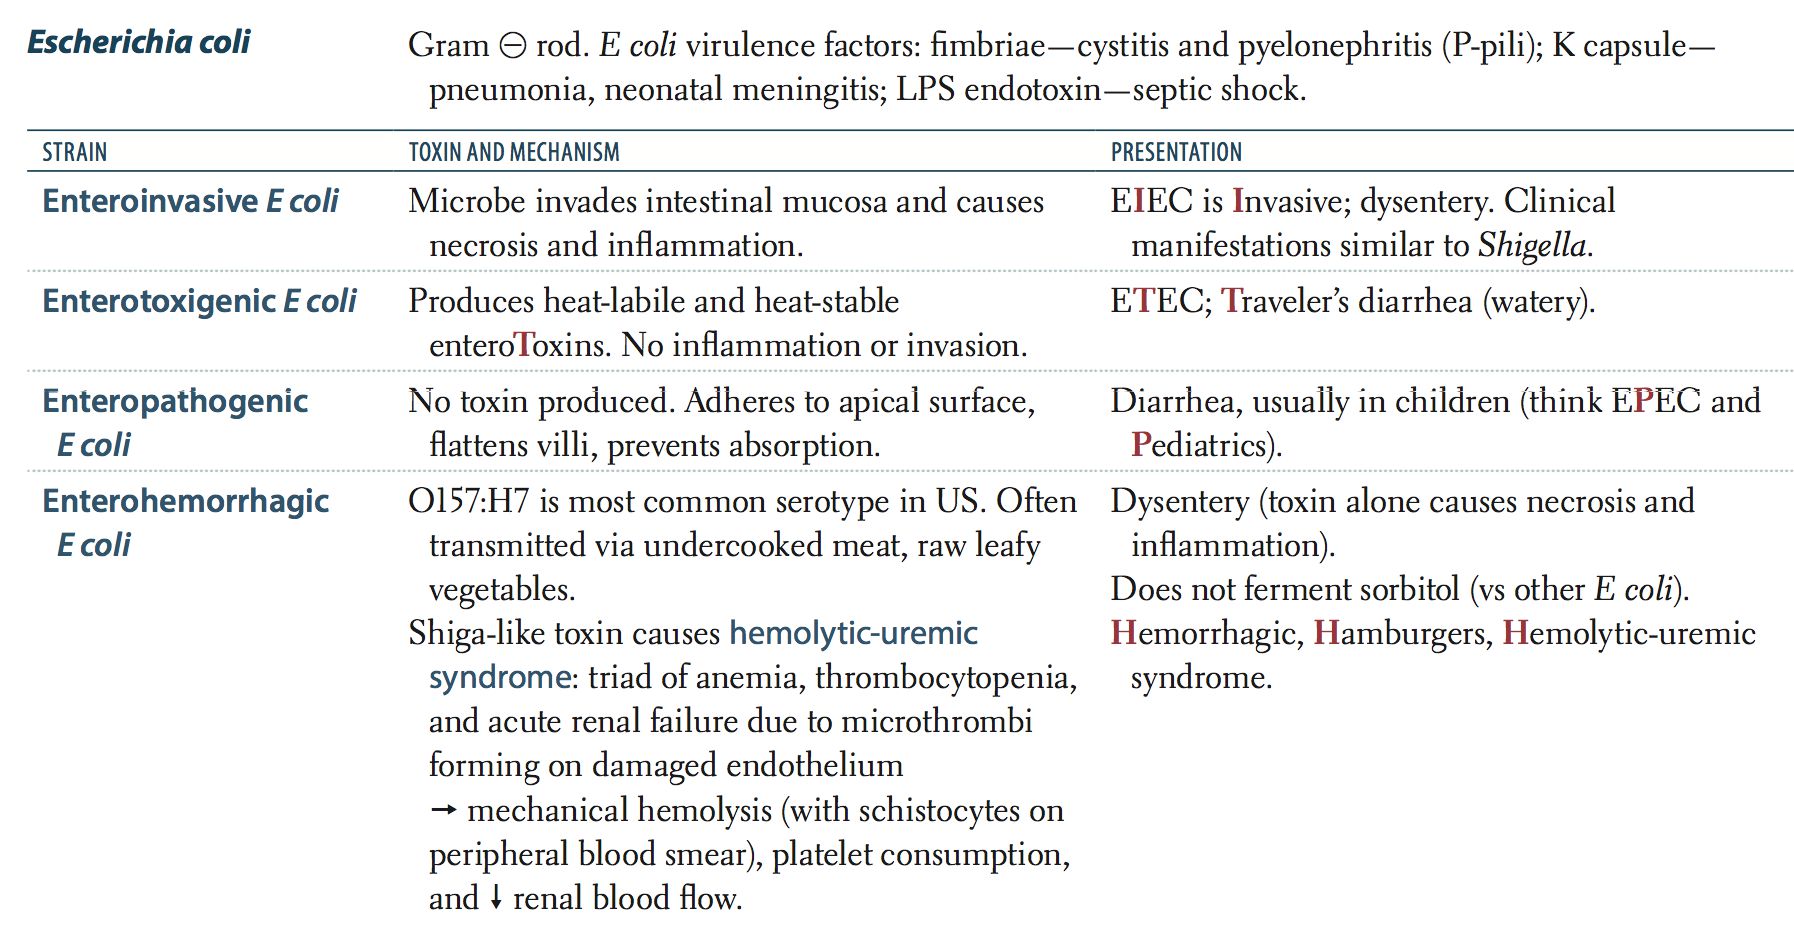 Escherichia coli
Gram ⊖ rod. E coli virulence factors: fimbriae—cystitis and pyelonephritis (P-pili); K capsule—
pneumonia, neonatal meningitis; LPS endotoxin—septic shock.
STRAIN
TOXIN AND MECHANISM
PRESENTATION
Enteroinvasive E coli
Microbe invades intestinal mucosa and causes
necrosis and inflammation.
EIEC is Invasive; dysentery. Clinical
manifestations similar to Shigella.
Enterotoxigenic E coli
Produces heat-labile and heat-stable
enteroToxins. No inflammation or invasion.
ETEC; Traveler’s diarrhea (watery).
Enteropathogenic
E coli
No toxin produced. Adheres to apical surface,
flattens villi, prevents absorption.
Diarrhea, usually in children (think EPEC and
Pediatrics).
Enterohemorrhagic
E coli
O157:H7 is most common serotype in US. Often
transmitted via undercooked meat, raw leafy
vegetables.
Shiga-like toxin causes hemolytic-uremic
syndrome: triad of anemia, thrombocytopenia,
and acute renal failure due to microthrombi
forming on damaged endothelium
→ mechanical hemolysis (with schistocytes on
peripheral blood smear), platelet consumption,
and ↓ renal blood flow.
Dysentery (toxin alone causes necrosis and
inflammation).
Does not ferment sorbitol (vs other E coli).
Hemorrhagic, Hamburgers, Hemolytic-uremic
syndrome.